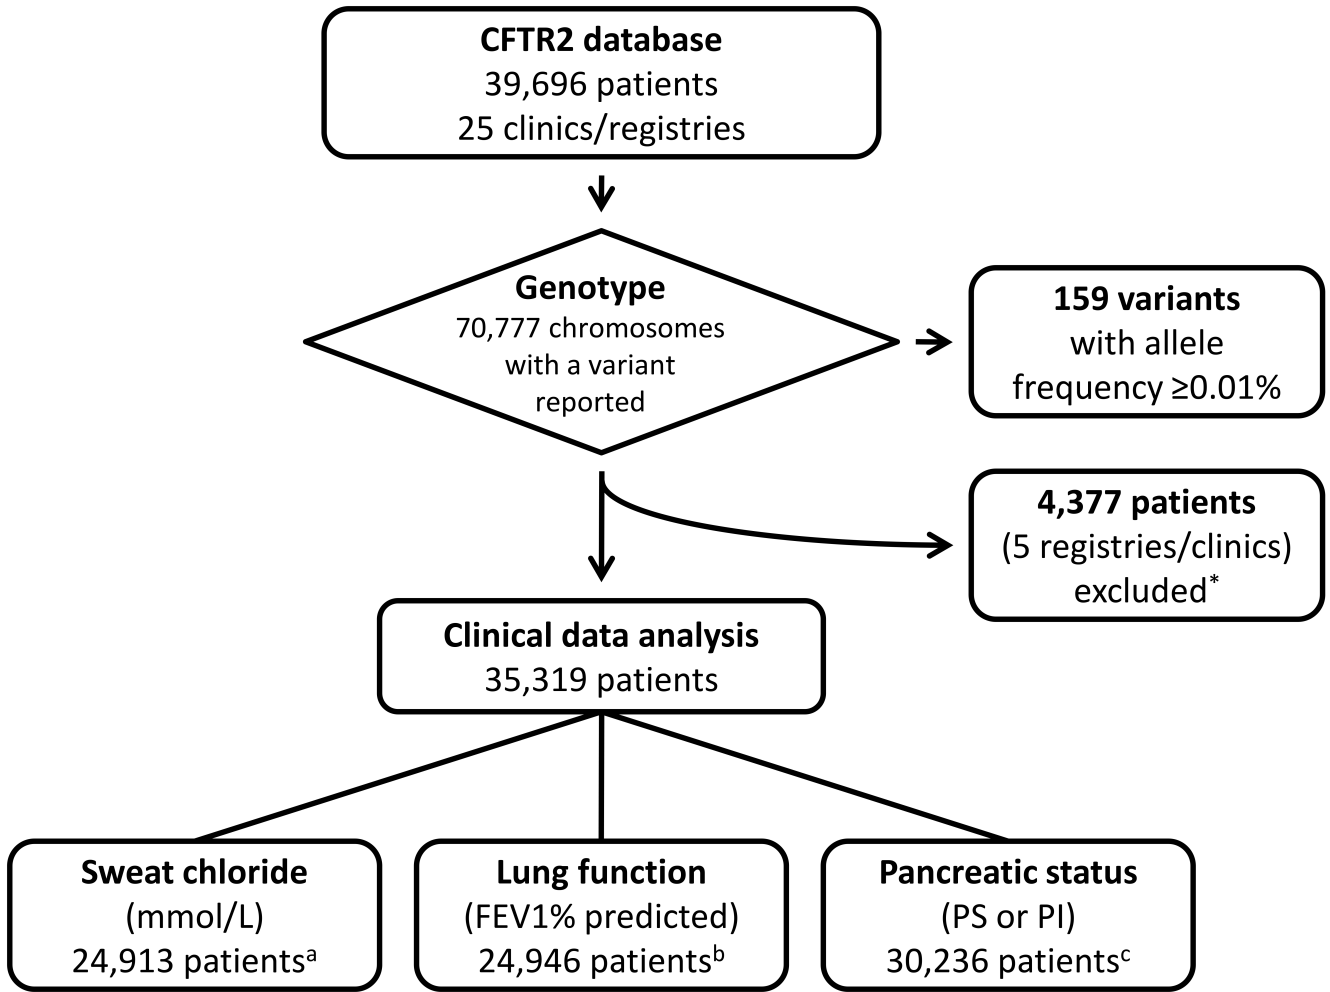 CFTR2 database
39,696 patients
25 clinics/registries
Genotype
70,777 chromosomes
with a variant
reported
159 variants
with allele
frequency ≥0.01%
4,377 patients
(5 registries/clinics)
excluded*
Clinical data analysis
35,319 patients
Sweat chloride
(mmol/L)
24,913 patientsᵃ
Lung function
(FEV1% predicted)
24,946 patientsᵇ
Pancreatic status
(PS or PI)
30,236 patientsᶜ